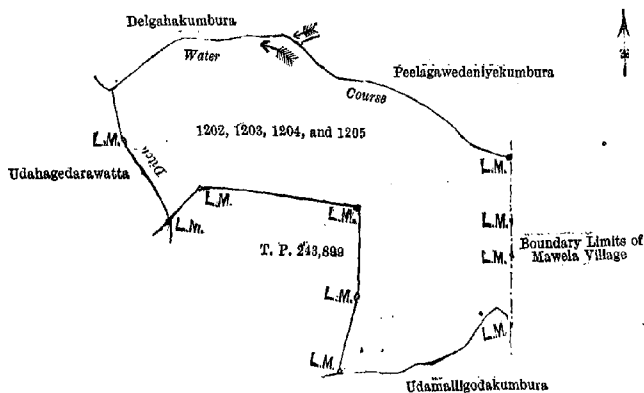 Delgahakumbura
Water
Peelagawedeniyekumbura
Course
1202, 1203, 1204, and 1205
L.M.
Ditch
L.M.
Udahagedarawatta
L.M.
L.M.
L.M.
L.M.
L.M.
T. P. 243,899
Boundary Limits of
Mawela Village
L.M.
L.M.
L.M.
L.M.
Udamalligodakumbura